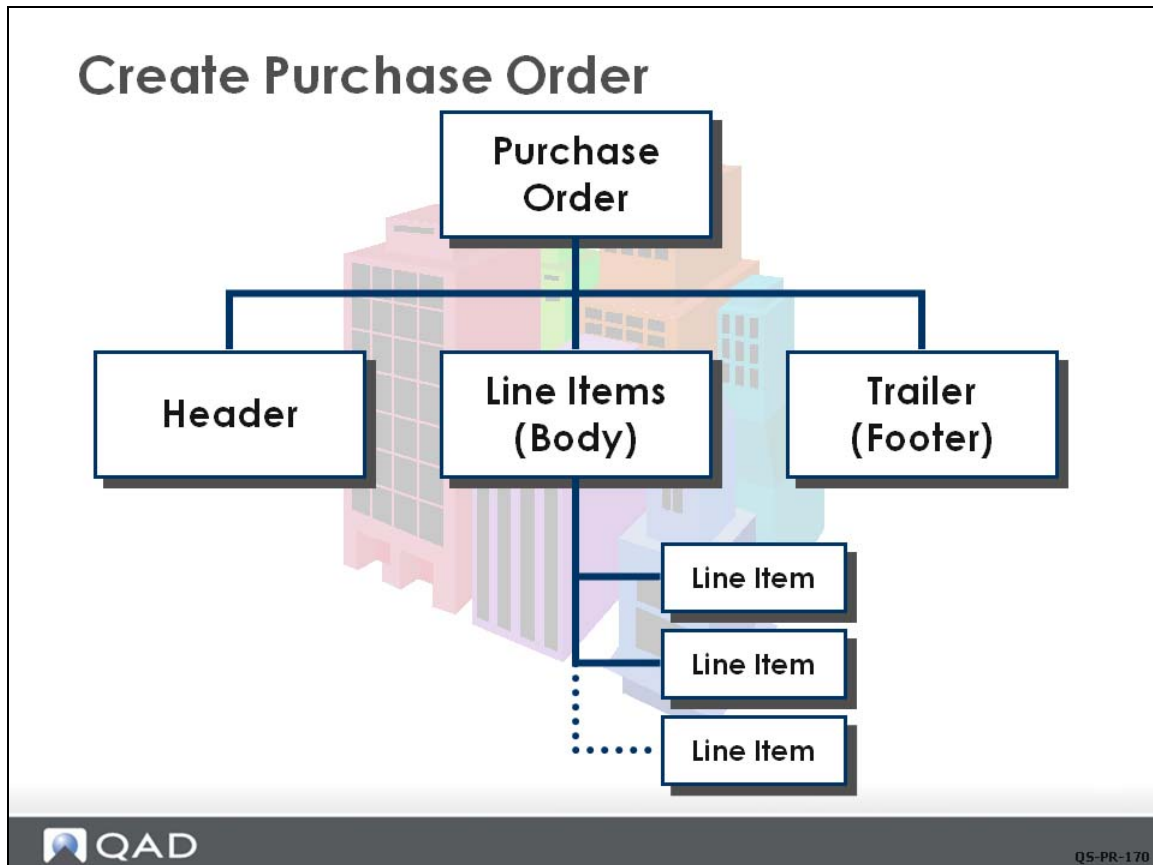 Create Purchase Order
Purchase
Order
Header
Line Items
(Body)
Trailer
(Footer)
Line Item
Line Item
Line Item
QAD
QS-PR-170